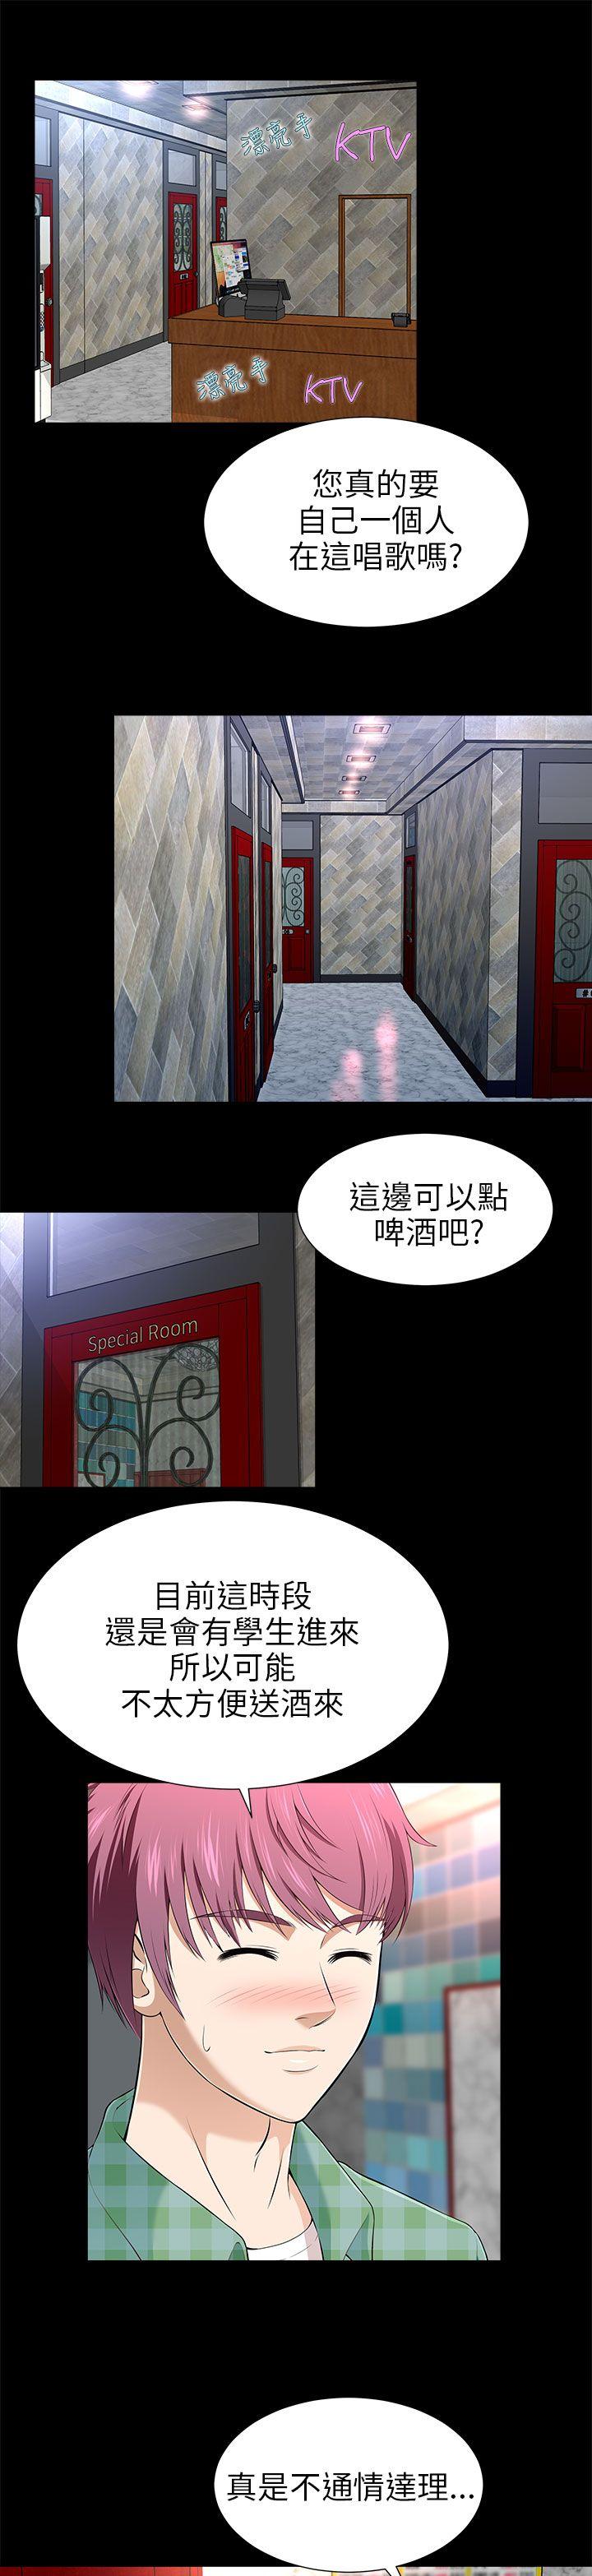 漂亮手 KTV
漂亮手 KTV
您真的要
自己一個人
在這唱歌嗎?
這邊可以點
啤酒吧?
Special Room
目前這時段
還是會有學生進來
所以可能
不太方便送酒來
真是不通情達理...